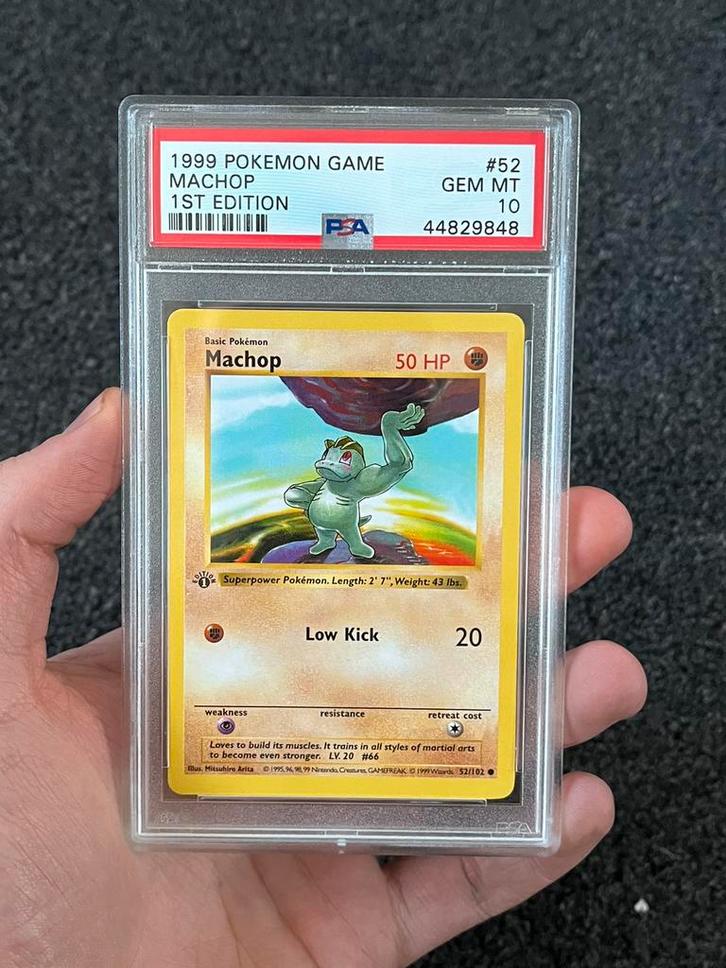 1999 POKEMON GAME #52
MACHOP GEM MT
1ST EDITION 10
PSA 44829848
Basic Pokémon
Machop 50 HP
EDITION 1
Superpower Pokémon. Length: 2' 7", Weight: 43 lbs.
Low Kick 20
weakness resistance retreat cost
Loves to build its muscles. It trains in all styles of martial arts
to become even stronger. LV. 20 #66
Illus. Mitsuhiro Arita ©1995, 96, 98, 99 Nintendo, Creatures, GAMEFREAK. ©1999 Wizards. 52/102
PSA